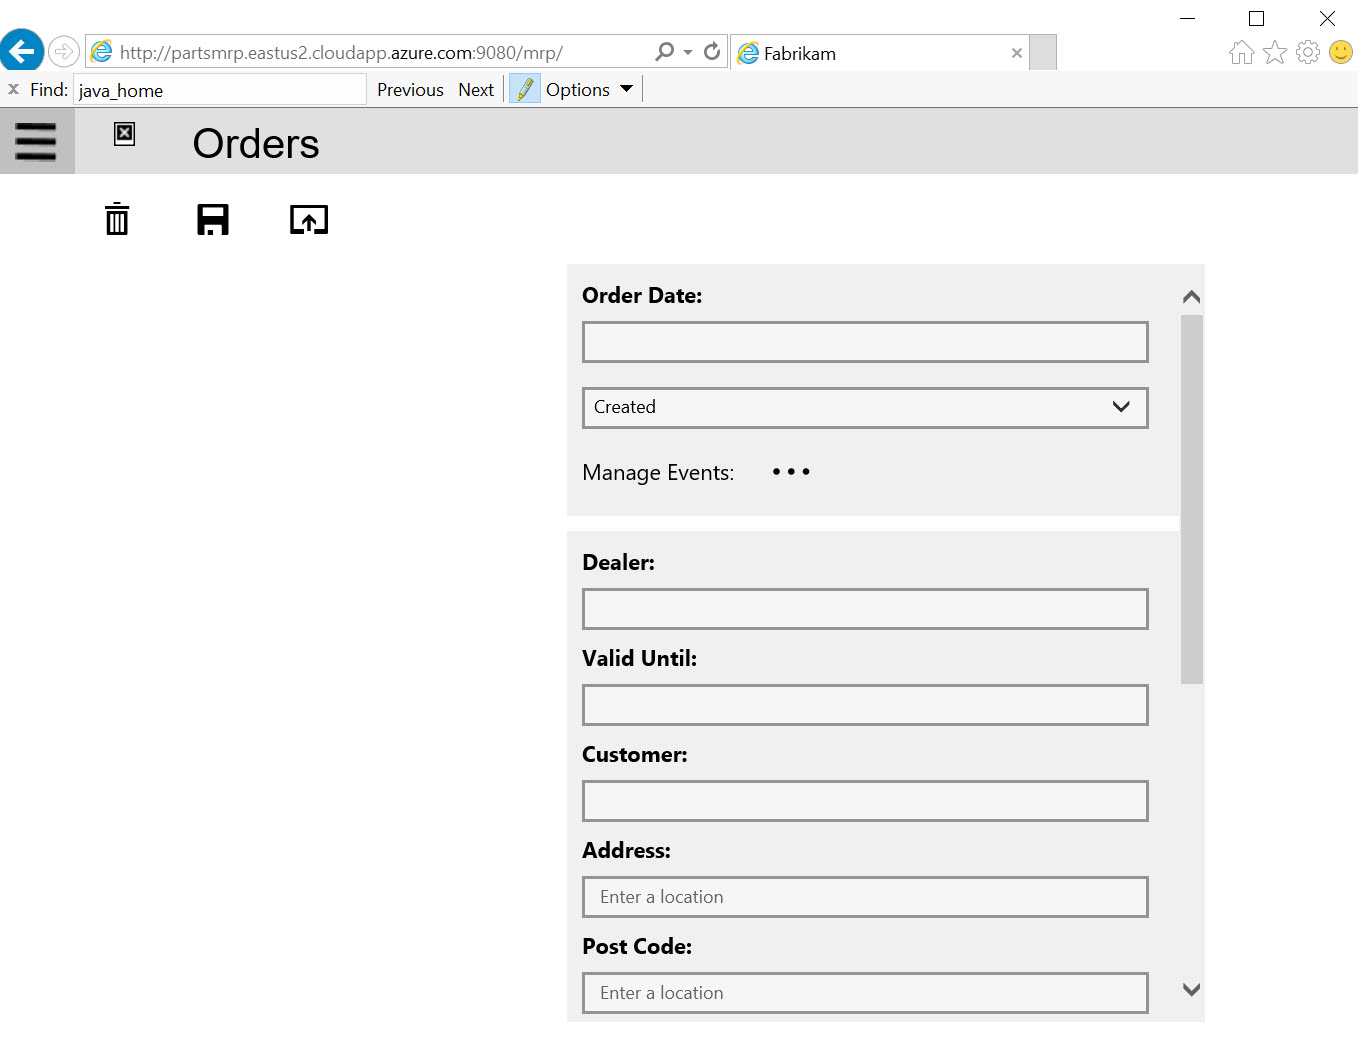 http://partsmrp.eastus2.cloudapp.azure.com:9080/mrp/
Fabrikam
Find: java_home Previous Next Options
Orders
Order Date:
Created
Manage Events:
Dealer:
Valid Until:
Customer:
Address:
Enter a location
Post Code:
Enter a location